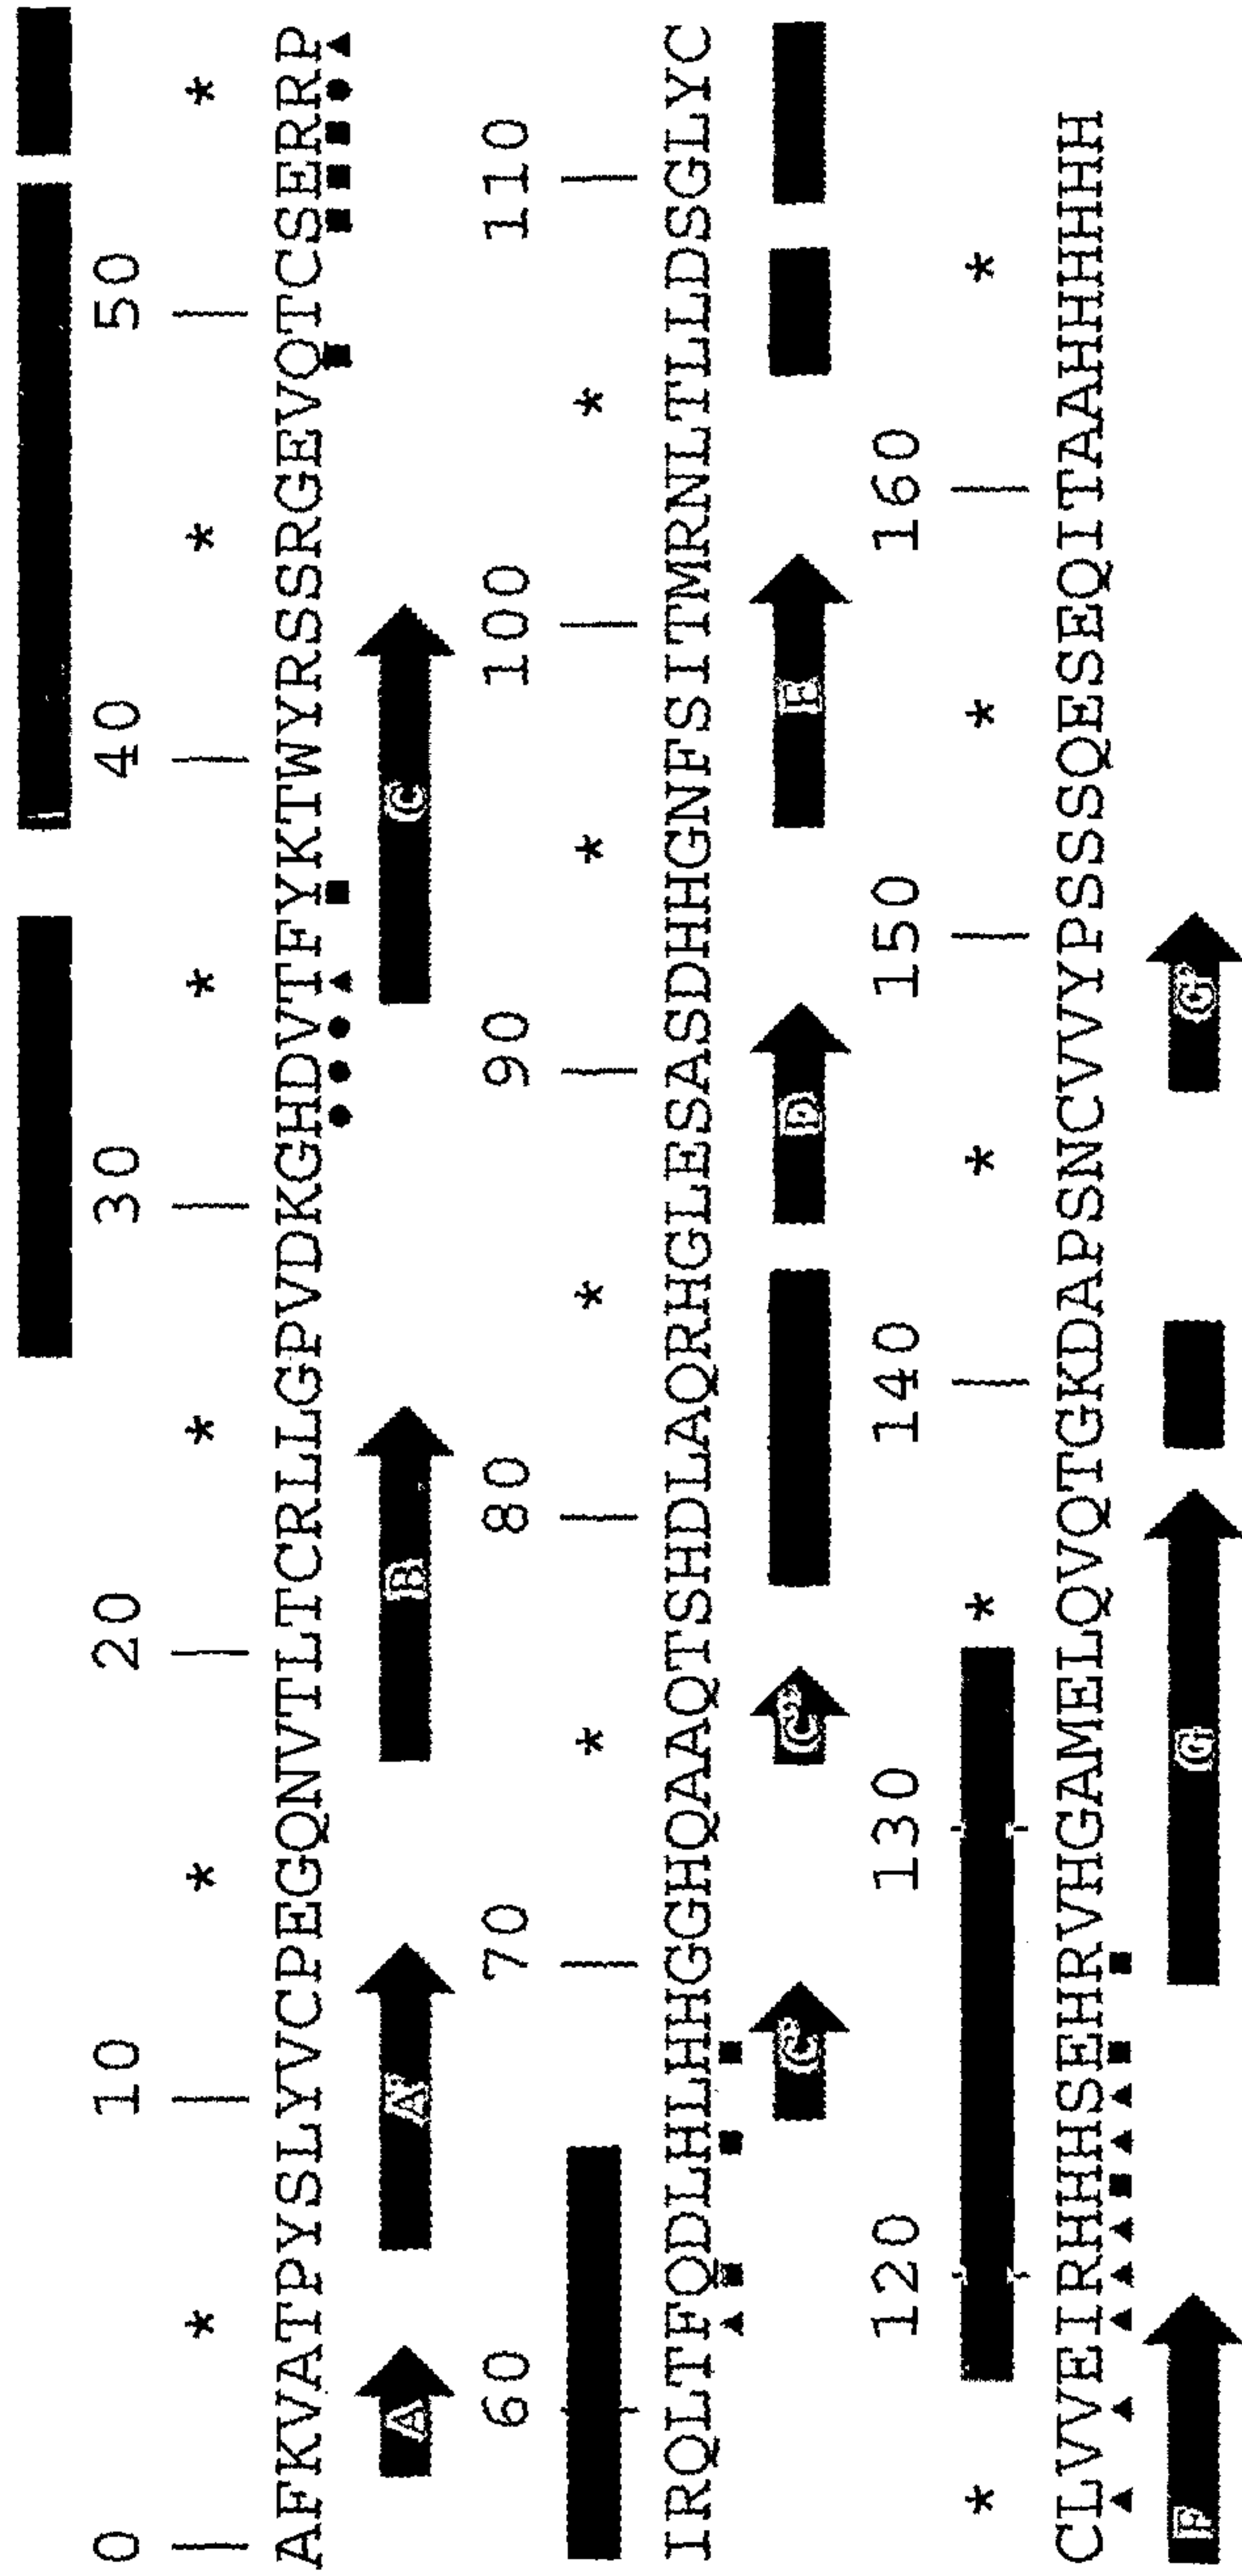 0 * 10 * 20 * 30 * 40 * 50 *
AFKVATPYSLYVCPEGQNVTLTCRLLGPVDKGHDVTFYKTWYRSSRGEVQTCSERRP
A A' B C
60 70 * 80 * 90 * 100 * 110
IRQLTFQDLHLHHGGHQAAQTSHDLAQRHGLESASDHHGNFSITMRNLTLLDSGLYC
C' C'' D E
* 120 130 * 140 * 150 * 160 *
CLVVEIRHHHSEHRVHGAMELQVQTGKDAPSNCVVYPSSSQESEQITAAHHHHHH
F G G'